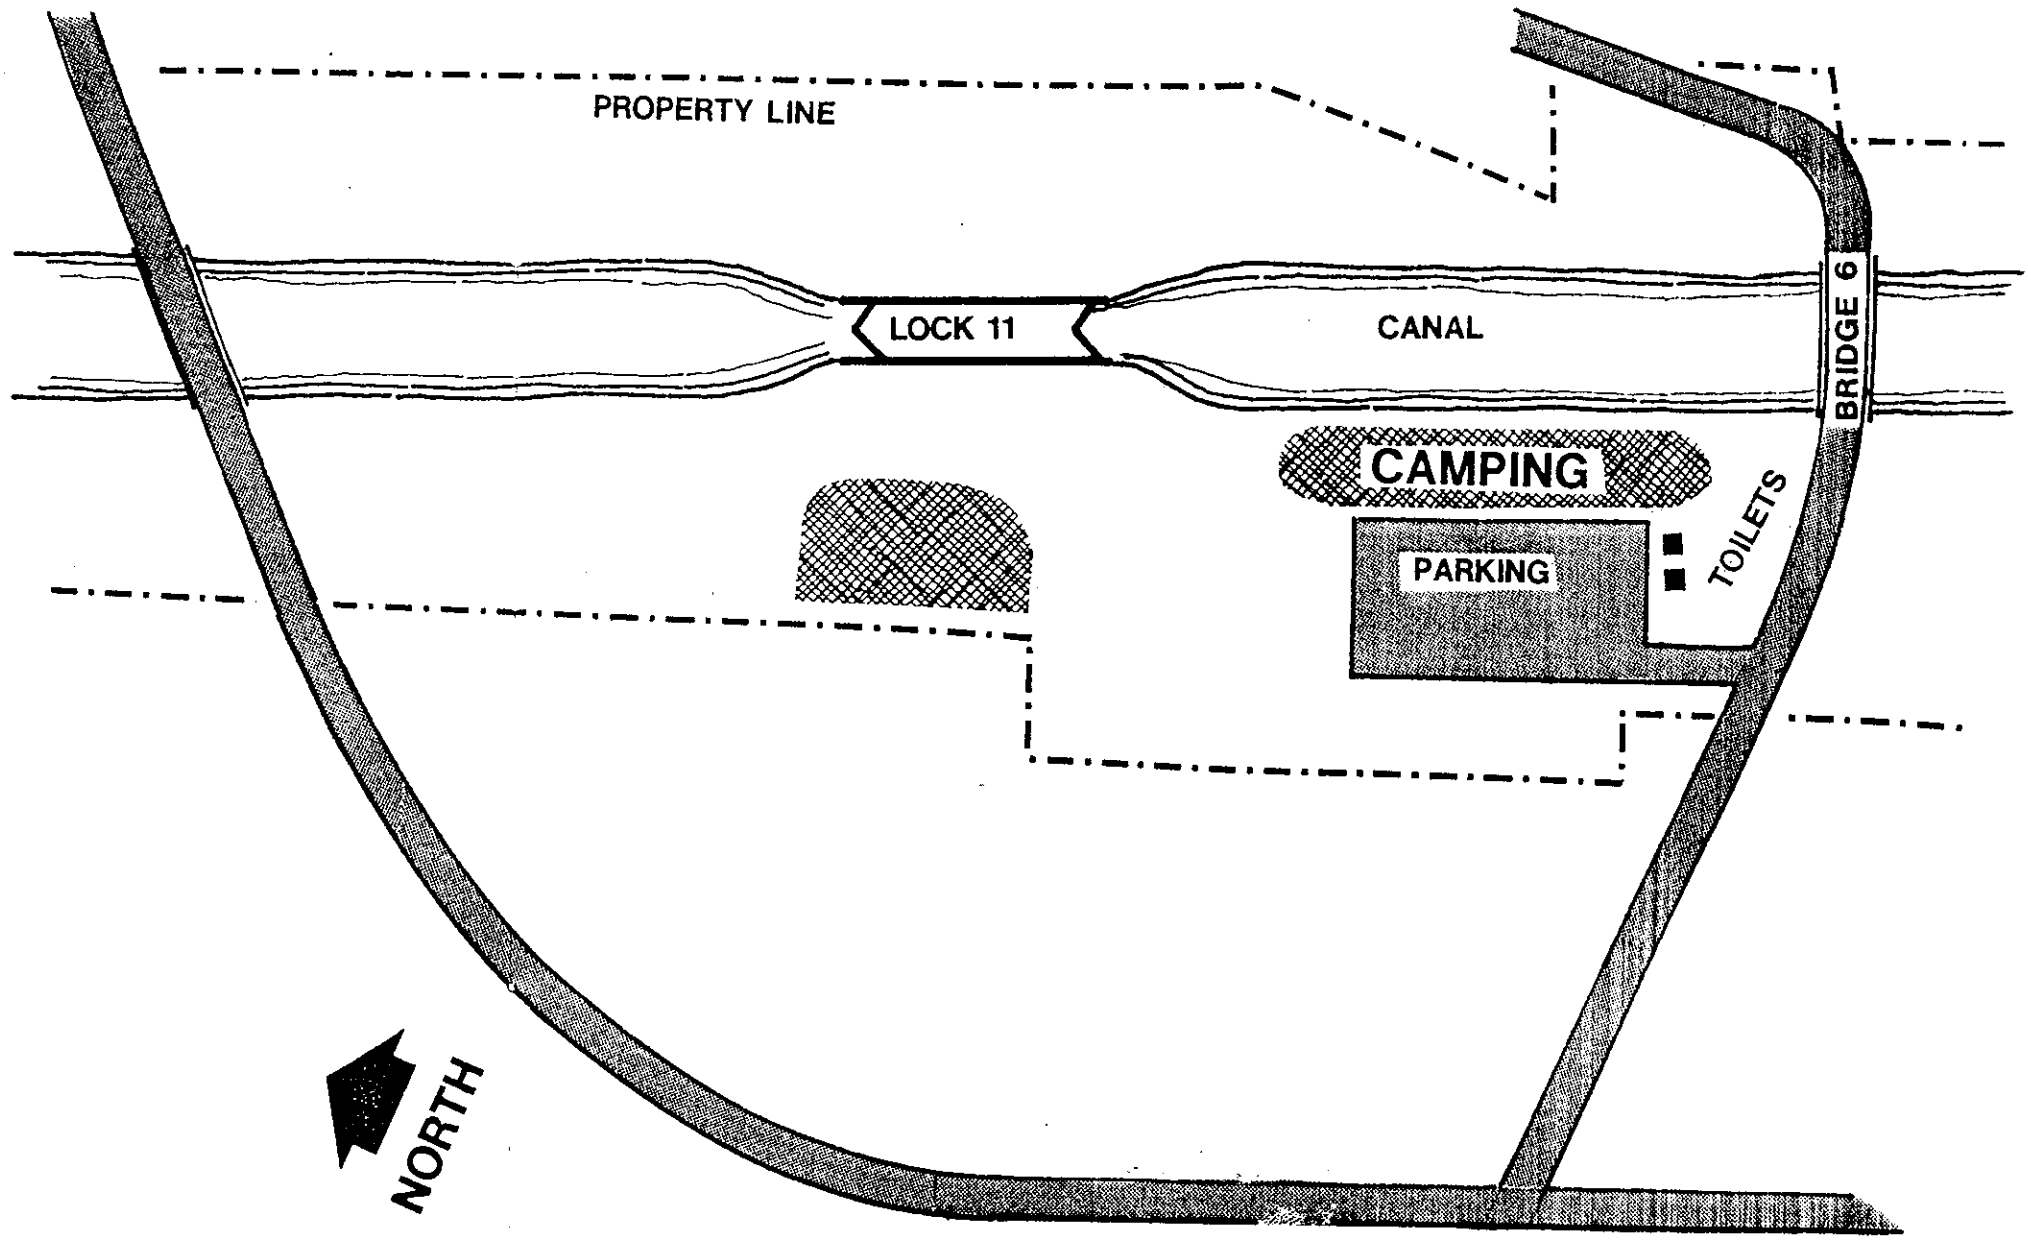 PROPERTY LINE
LOCK 11
CANAL
BRIDGE 6
CAMPING
TOILETS
PARKING
NORTH